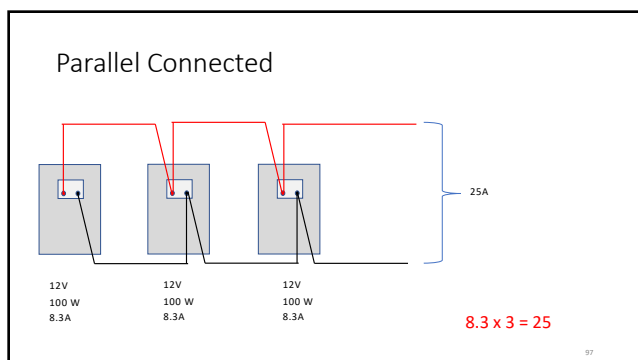 Parallel Connected
25A
12V
100 W
8.3A
12V
100 W
8.3A
12V
100 W
8.3A
8.3 x 3 = 25
97